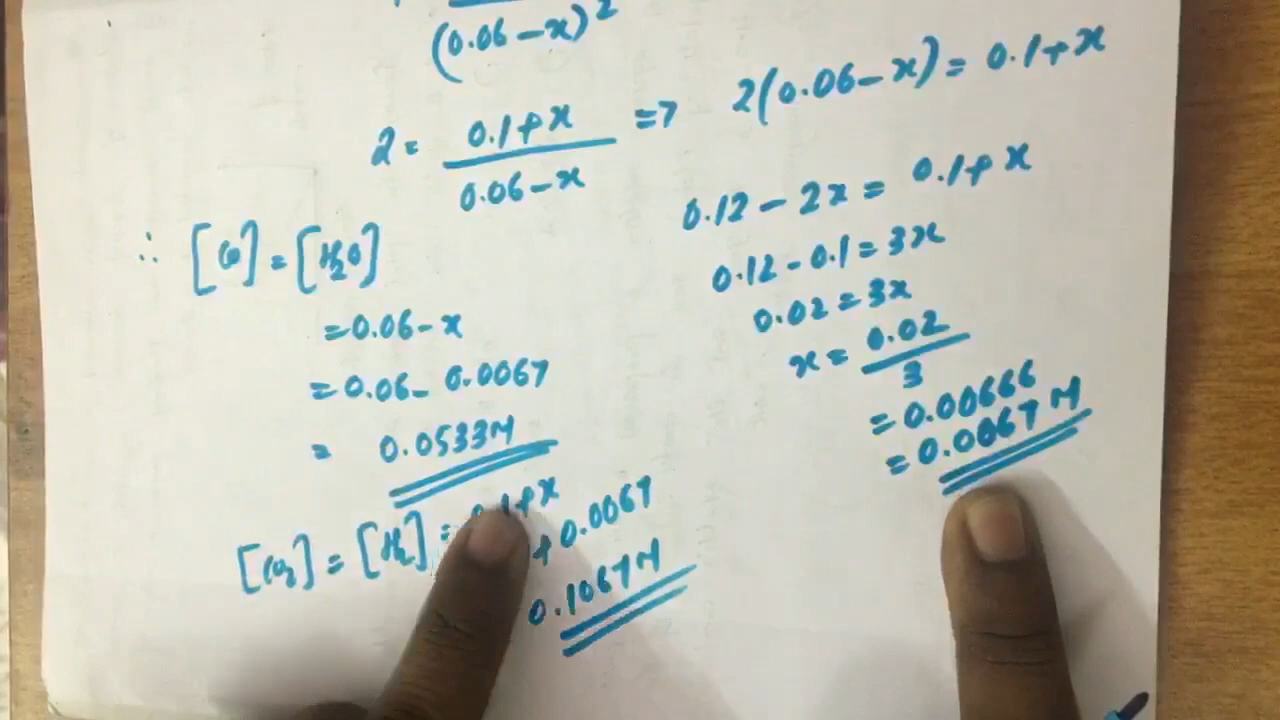 (0.06 - x)²
2 = 0.1+x / 0.06-x => 2(0.06-x) = 0.1+x
0.12 - 2x = 0.1+x
0.12 - 0.1 = 3x
0.02 = 3x
x = 0.02 / 3
= 0.00666
= 0.0067 M
∴ [CO] = [H₂O]
= 0.06 - x
= 0.06 - 0.0067
= 0.0533M
[CO₂] = [H₂] = 0.1+x
+ 0.0067
0.1067M